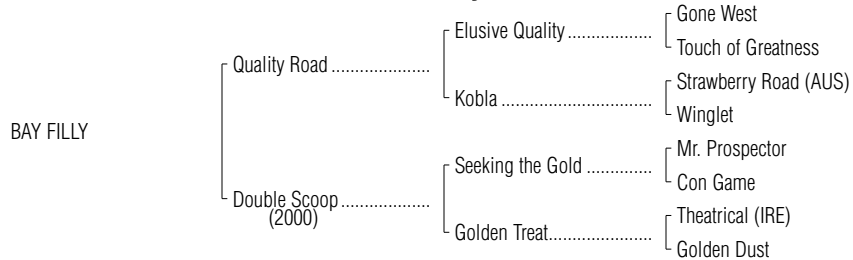 Gone West
Elusive Quality ..................
Touch of Greatness
Quality Road .....................
Strawberry Road (AUS)
Kobla ................................
Winglet
BAY FILLY
Mr. Prospector
Seeking the Gold ..............
Con Game
Double Scoop ...................
(2000)
Theatrical (IRE)
Golden Treat......................
Golden Dust